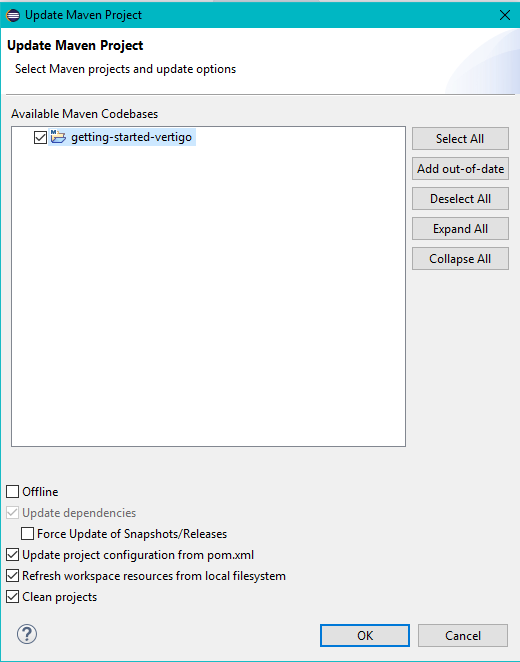 Update Maven Project
Update Maven Project
Select Maven projects and update options
Available Maven Codebases
getting-started-vertigo
Select All
Add out-of-date
Deselect All
Expand All
Collapse All
Offline
Update dependencies
Force Update of Snapshots/Releases
Update project configuration from pom.xml
Refresh workspace resources from local filesystem
Clean projects
?
OK
Cancel